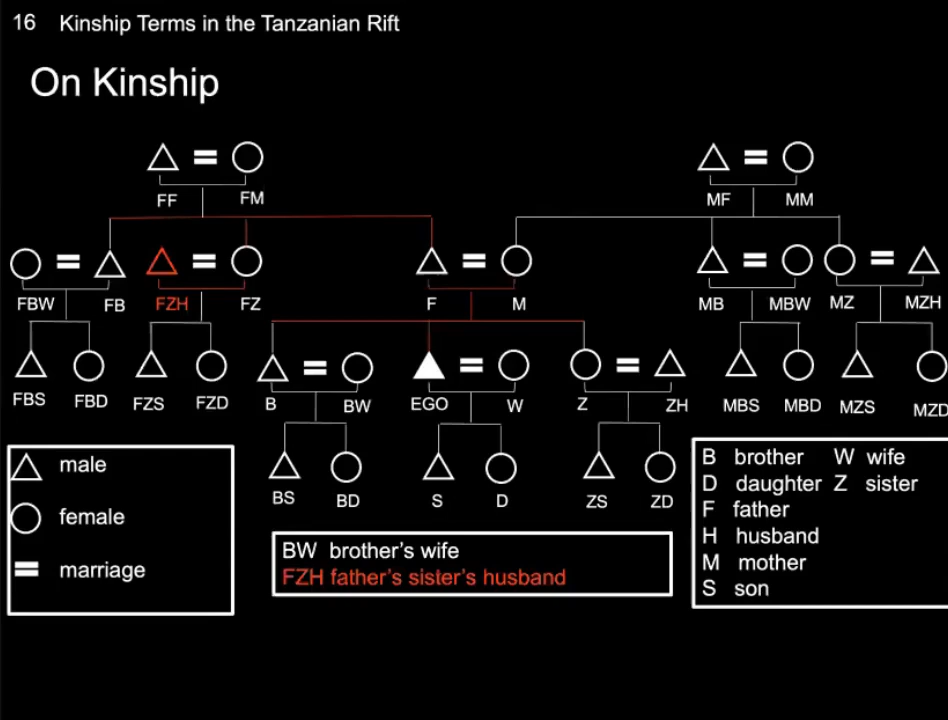 16 Kinship Terms in the Tanzanian Rift
On Kinship
FF FM MF MM
FBW FB FZH FZ F M MB MBW MZ MZH
FBS FBD FZS FZD B BW EGO W Z ZH MBS MBD MZS MZD
BS BD S D ZS ZD
male
female
marriage
BW brother's wife
FZH father's sister's husband
B brother W wife
D daughter Z sister
F father
H husband
M mother
S son